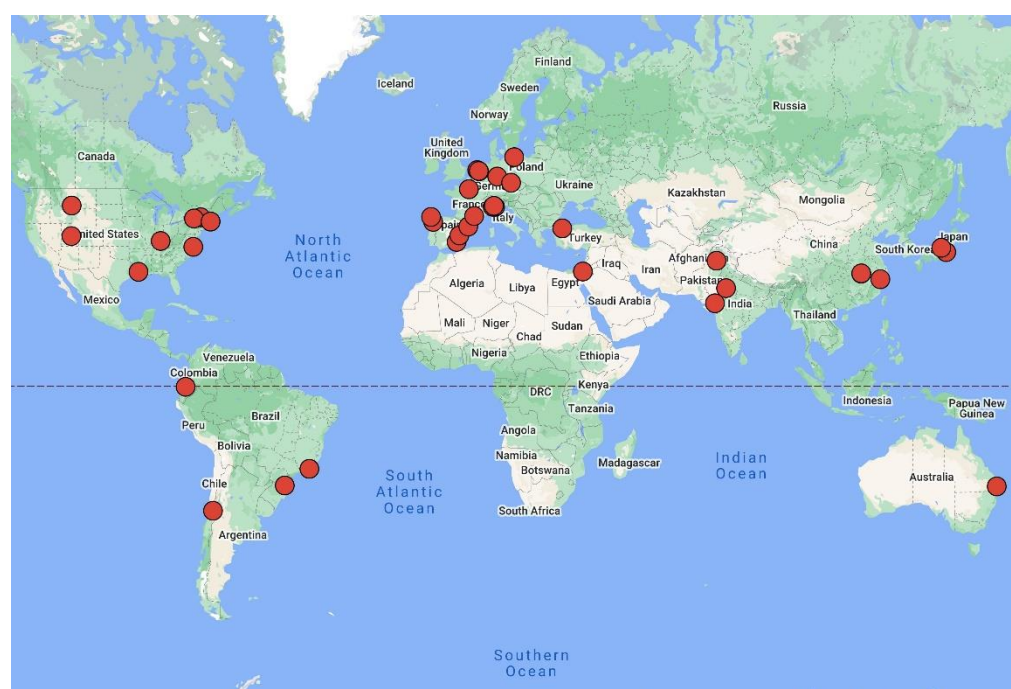 Iceland
Finland
Sweden
Norway
Russia
United
Kingdom
Canada
Poland
Germ
Ukraine
Kazakhstan
Mongolia
France
Italy
Spain
Turkey
Japan
South Korea
China
United States
North
Atlantic
Ocean
Afghanistan
Iraq
Iran
Pakistan
Algeria
Libya
Egypt
Saudi Arabia
India
Mexico
Mali
Niger
Chad
Sudan
Thailand
Nigeria
Ethiopia
Venezuela
Colombia
DRC
Kenya
Tanzania
Indonesia
Papua New
Guinea
Peru
Brazil
Bolivia
Angola
Namibia
Botswana
Madagascar
Indian
Ocean
Chile
South
Atlantic
Ocean
Australia
South Africa
Argentina
Southern
Ocean